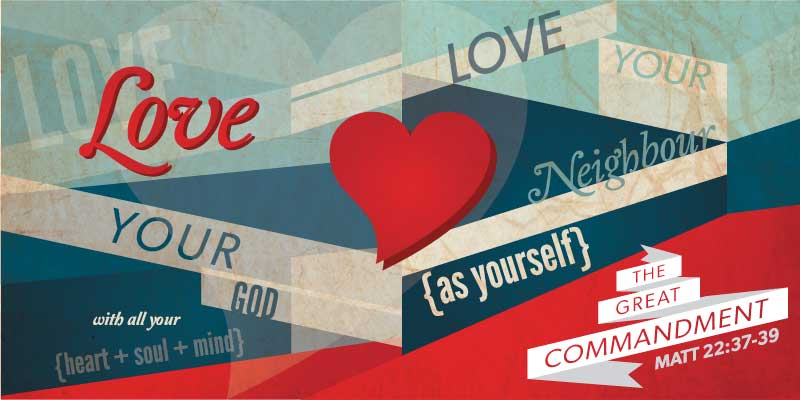 LOVE
Love
YOUR
GOD
with all your
{heart + soul + mind}
LOVE
YOUR
Neighbour
{as yourself}
THE
GREAT
COMMANDMENT
MATT 22:37-39